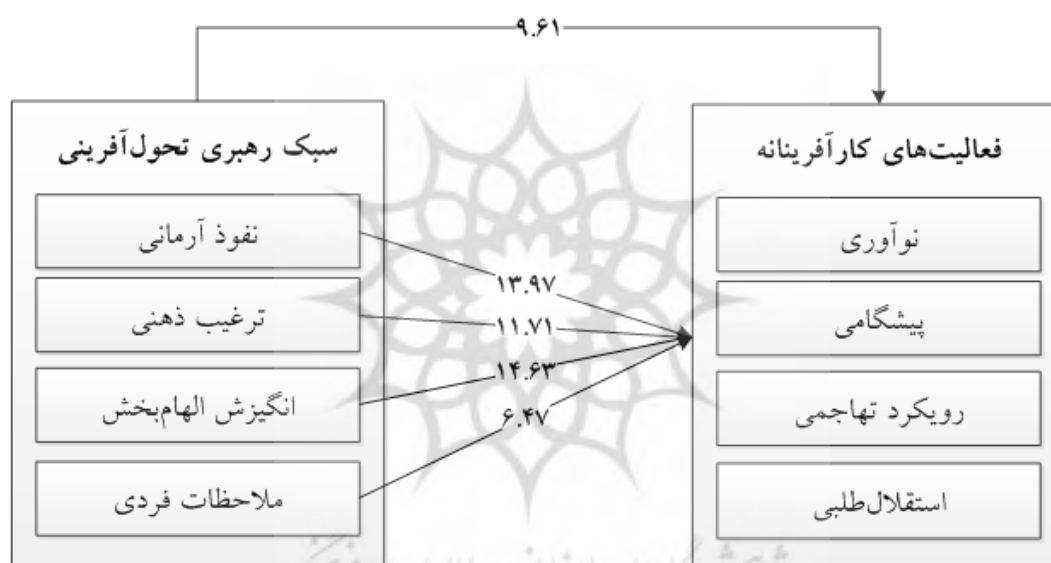 ۹.۶۱
سبک رهبری تحول‌آفرینی
نفوذ آرمانی
ترغیب ذهنی
انگیزش الهام‌بخش
ملاحظات فردی
۱۳.۹۷
۱۱.۷۱
۱۴.۶۳
۶.۴۷
فعالیت‌های کارآفرینانه
نوآوری
پیشگامی
رویکرد تهاجمی
استقلال‌طلبی